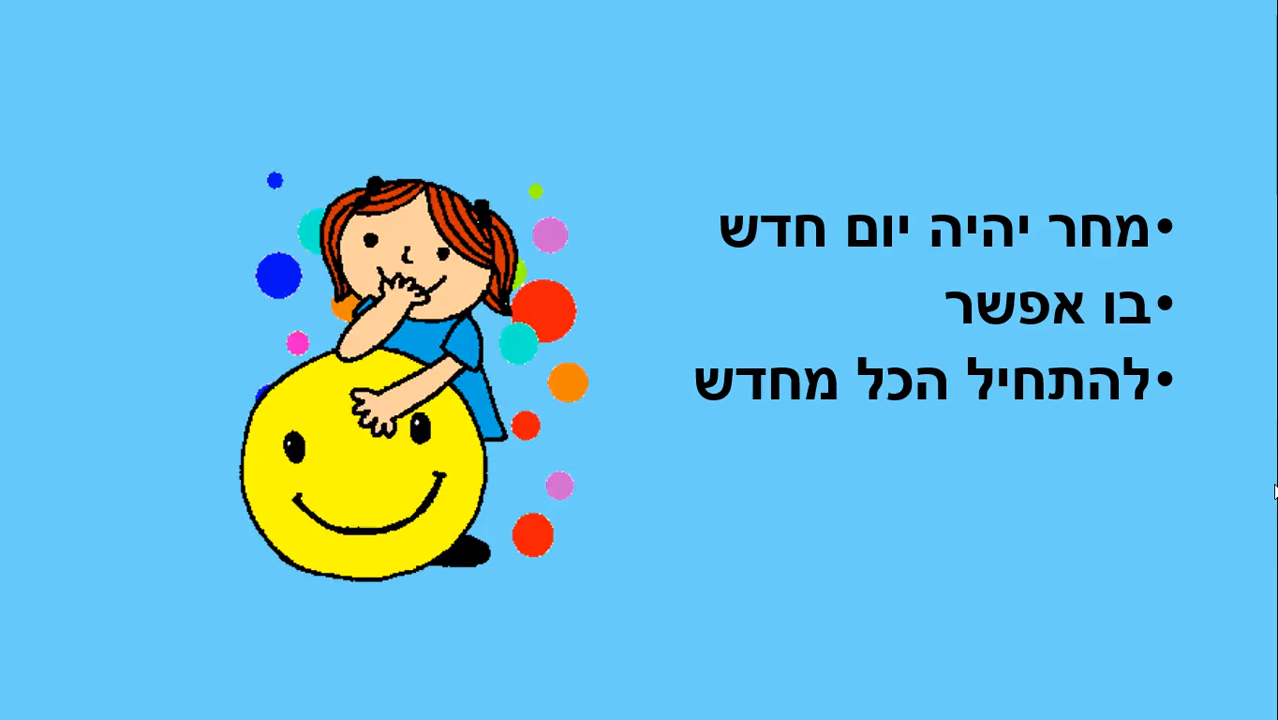 •מחר יהיה יום חדש
•בו אפשר
•להתחיל הכל מחדש